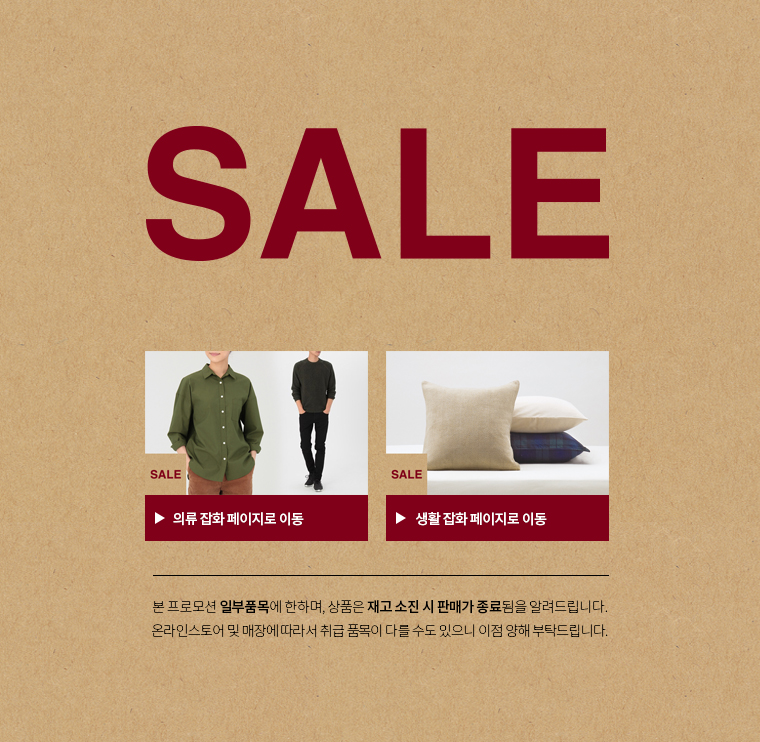 SALE
SALE
SALE
▶ 의류 잡화 페이지로 이동
▶ 생활 잡화 페이지로 이동
본 프로모션 일부품목에 한하며, 상품은 재고 소진 시 판매가 종료됨을 알려드립니다.
온라인스토어 및 매장에 따라서 취급 품목이 다를 수도 있으니 이점 양해 부탁드립니다.